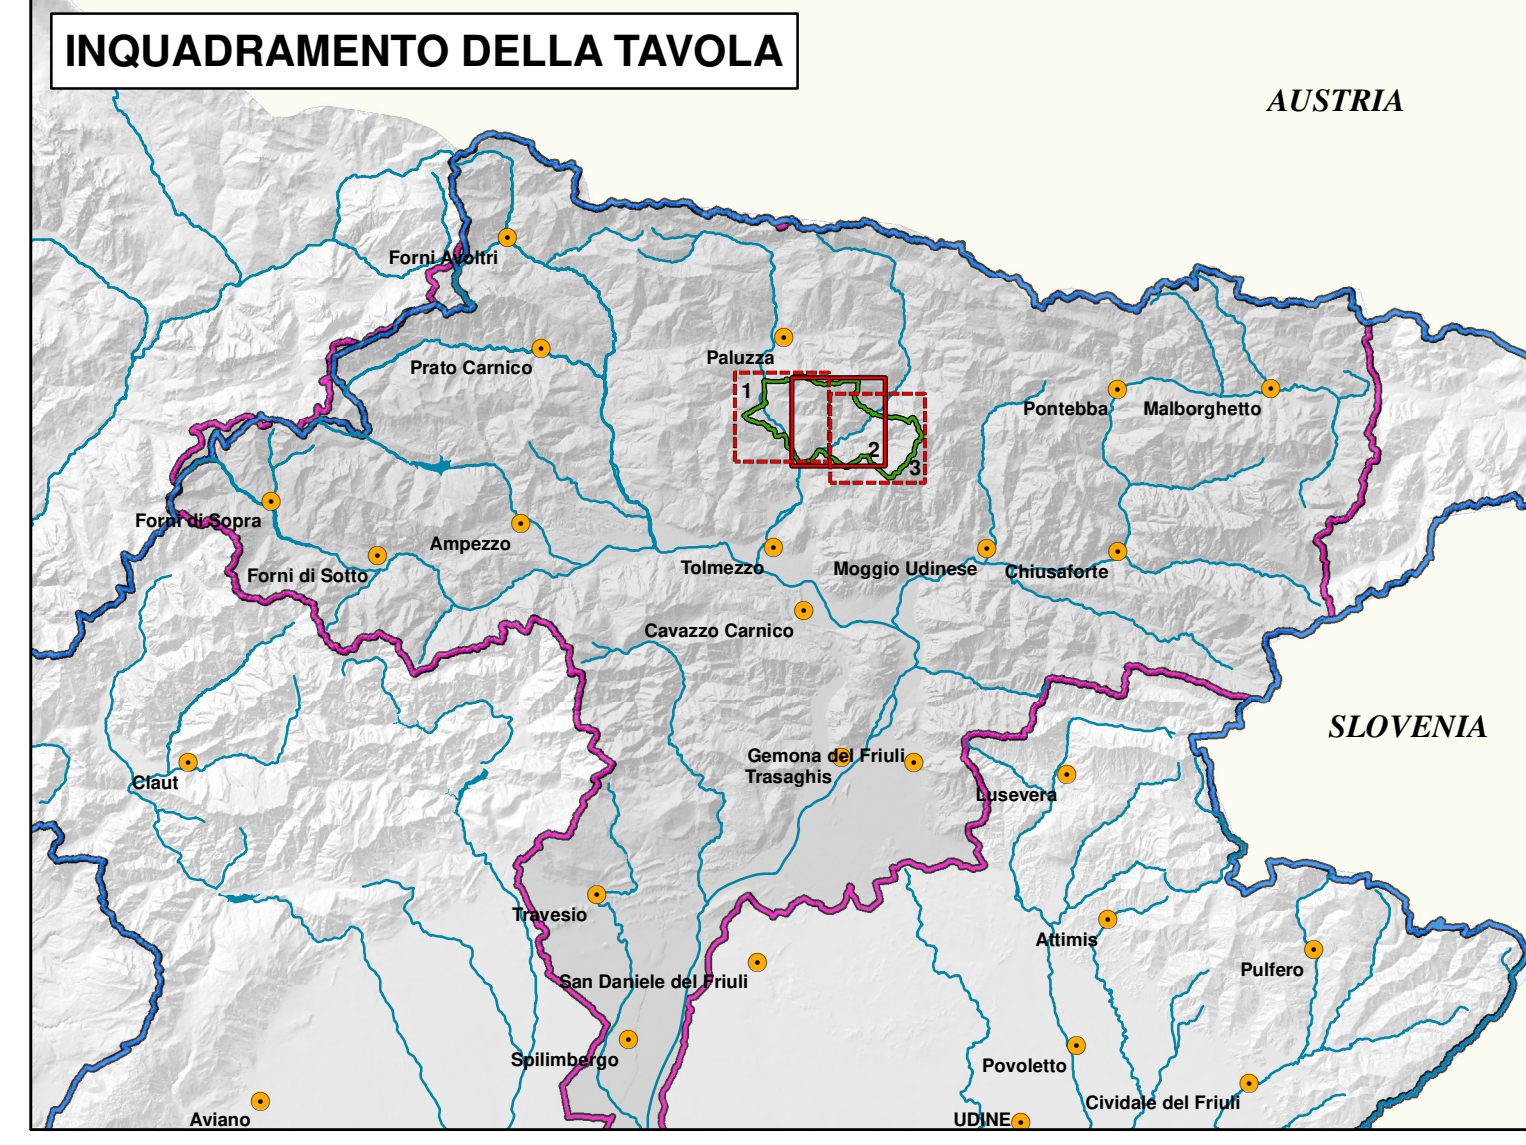 INQUADRAMENTO DELLA TAVOLA
AUSTRIA
Forni Avoltri
Paluzza
Prato Carnico
1
2
3
Pontebba
Malborghetto
Forni di Sopra
Ampezzo
Forni di Sotto
Tolmezzo
Moggio Udinese
Chiusaforte
Cavazzo Carnico
SLOVENIA
Gemona del Friuli
Trasaghis
Claut
Lusevera
Travesio
Attimis
Pulfero
San Daniele del Friuli
Spilimbergo
Povoletto
Cividale del Friuli
Aviano
UDINE